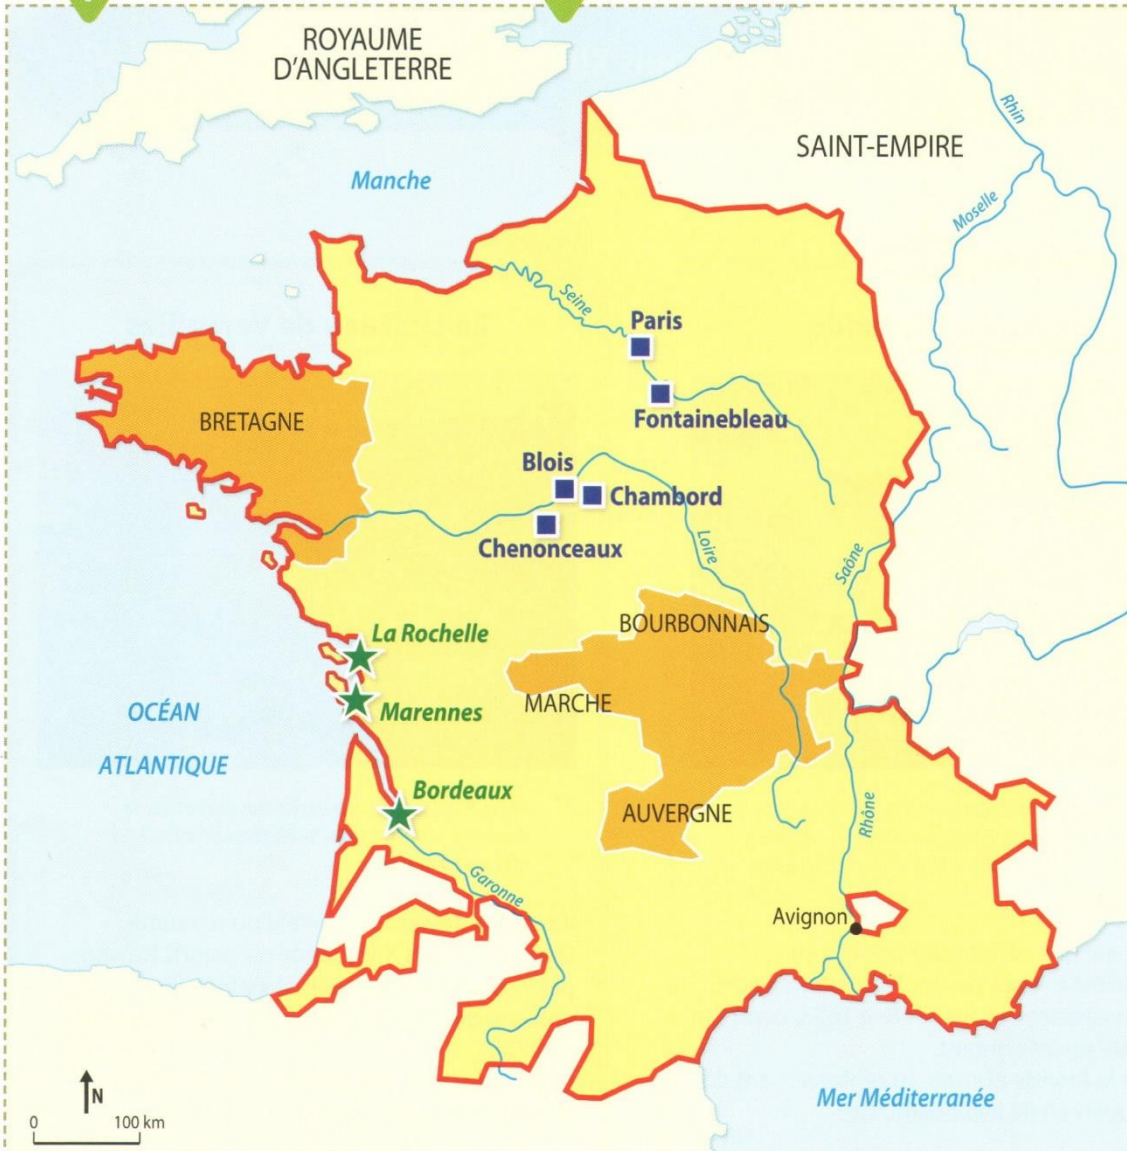 ROYAUME
D'ANGLETERRE
Rhin
SAINT-EMPIRE
Manche
Moselle
Seine
Paris
Fontainebleau
BRETAGNE
Blois
Chambord
Chenonceaux
Loire
Saône
BOURBONNAIS
La Rochelle
MARCHE
Marennes
OCÉAN
ATLANTIQUE
Bordeaux
AUVERGNE
Rhône
Garonne
Avignon
N
0 100 km
Mer Méditerranée